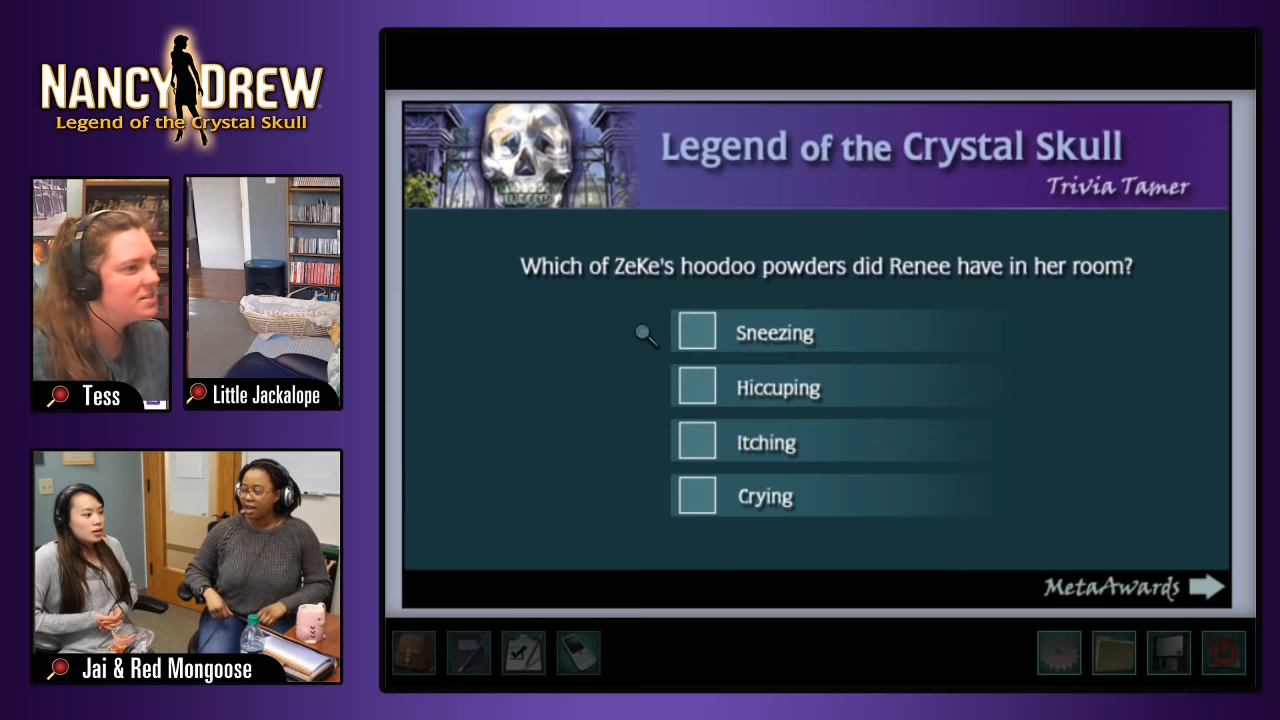 NANCY DREW
Legend of the Crystal Skull
Tess
Little Jackalope
Jai & Red Mongoose
Legend of the Crystal Skull
Trivia Tamer
Which of ZeKe's hoodoo powders did Renee have in her room?
Sneezing
Hiccuping
Itching
Crying
MetaAwards